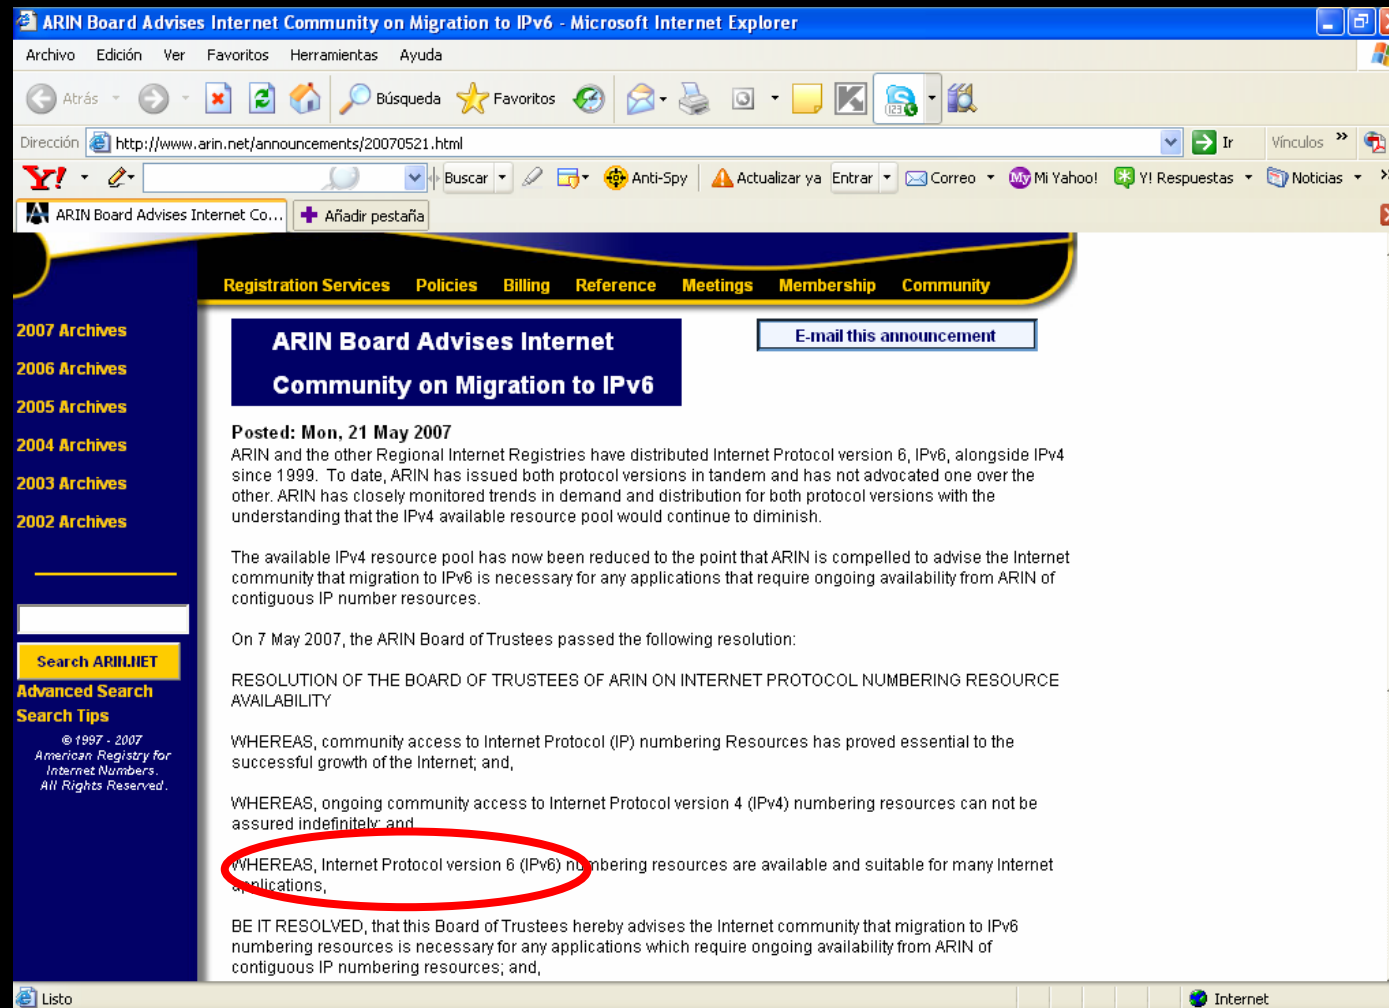 ARIN Board Advises Internet Community on Migration to IPv6 - Microsoft Internet Explorer
Archivo Edición Ver Favoritos Herramientas Ayuda
Atrás Búsqueda Favoritos
Dirección http://www.arin.net/announcements/20070521.html Ir Vínculos »
Y! Buscar Anti-Spy Actualizar ya Entrar Correo My Mi Yahoo! Y! Respuestas Noticias
ARIN Board Advises Internet Co... Añadir pestaña
Registration Services Policies Billing Reference Meetings Membership Community
2007 Archives
2006 Archives
2005 Archives
2004 Archives
2003 Archives
2002 Archives
Search ARIN.NET
Advanced Search
Search Tips
© 1997 - 2007
American Registry for
Internet Numbers.
All Rights Reserved.
ARIN Board Advises Internet
Community on Migration to IPv6
E-mail this announcement
Posted: Mon, 21 May 2007
ARIN and the other Regional Internet Registries have distributed Internet Protocol version 6, IPv6, alongside IPv4
since 1999. To date, ARIN has issued both protocol versions in tandem and has not advocated one over the
other. ARIN has closely monitored trends in demand and distribution for both protocol versions with the
understanding that the IPv4 available resource pool would continue to diminish.
The available IPv4 resource pool has now been reduced to the point that ARIN is compelled to advise the Internet
community that migration to IPv6 is necessary for any applications that require ongoing availability from ARIN of
contiguous IP number resources.
On 7 May 2007, the ARIN Board of Trustees passed the following resolution:
RESOLUTION OF THE BOARD OF TRUSTEES OF ARIN ON INTERNET PROTOCOL NUMBERING RESOURCE
AVAILABILITY
WHEREAS, community access to Internet Protocol (IP) numbering Resources has proved essential to the
successful growth of the Internet; and,
WHEREAS, ongoing community access to Internet Protocol version 4 (IPv4) numbering resources can not be
assured indefinitely; and
WHEREAS, Internet Protocol version 6 (IPv6) numbering resources are available and suitable for many Internet
applications,
BE IT RESOLVED, that this Board of Trustees hereby advises the Internet community that migration to IPv6
numbering resources is necessary for any applications which require ongoing availability from ARIN of
contiguous IP numbering resources; and,
Listo Internet